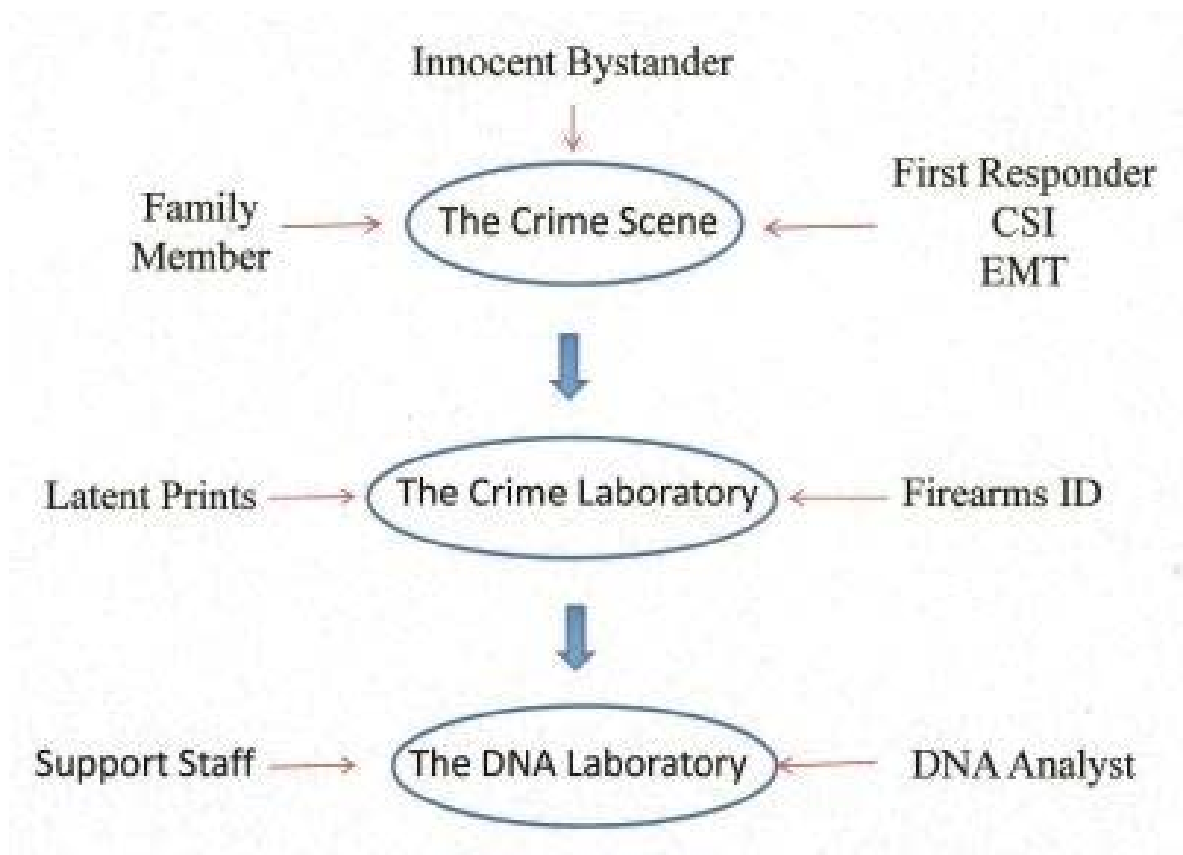 Innocent Bystander
Family
Member
The Crime Scene
First Responder
CSI
EMT
Latent Prints
The Crime Laboratory
Firearms ID
Support Staff
The DNA Laboratory
DNA Analyst